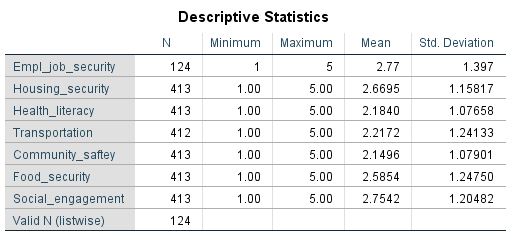 Descriptive Statistics
N Minimum Maximum Mean Std. Deviation
Empl_job_security 124 1 5 2.77 1.397
Housing_security 413 1.00 5.00 2.6695 1.15817
Health_literacy 413 1.00 5.00 2.1840 1.07658
Transportation 412 1.00 5.00 2.2172 1.24133
Community_saftey 413 1.00 5.00 2.1496 1.07901
Food_security 413 1.00 5.00 2.5854 1.24750
Social_engagement 413 1.00 5.00 2.7542 1.20482
Valid N (listwise) 124